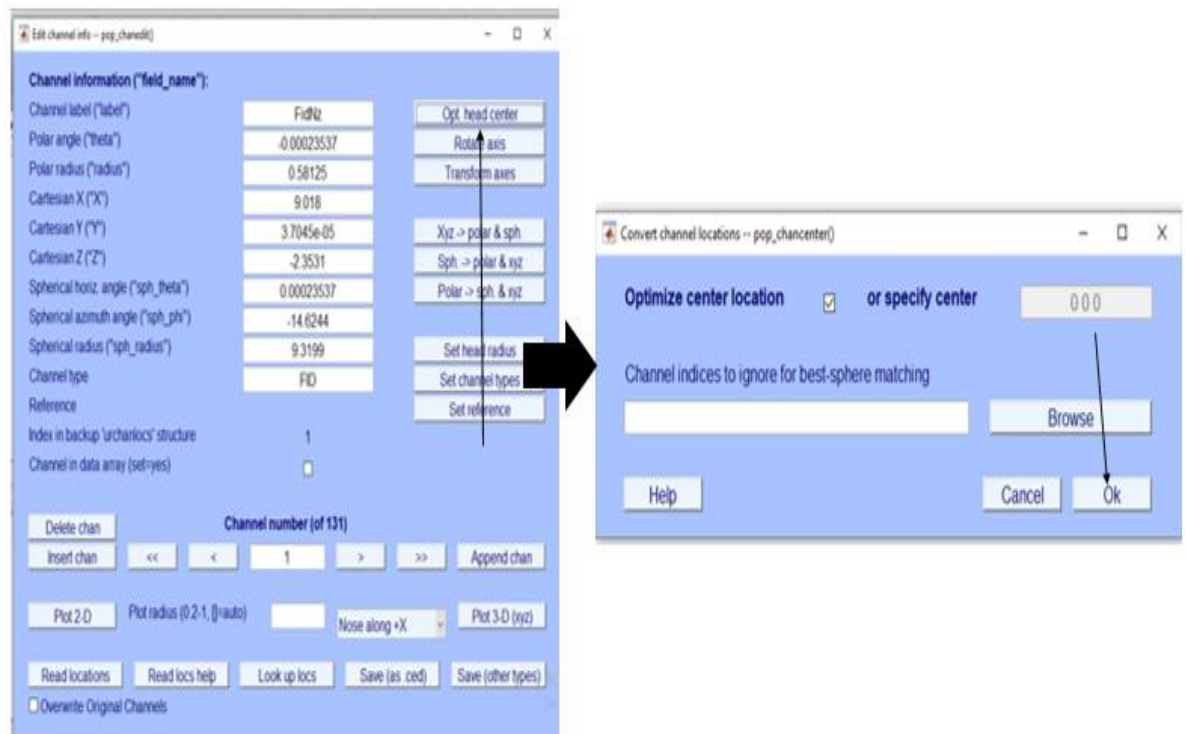 Edit channel info -- pop_chanedit()
Channel information ("field_name"):
Channel label ("label") FidNz Opt. head center
Polar angle ("theta") -0.00023537 Rotate axis
Polar radius ("radius") 0.58125 Transform axes
Cartesian X ("X") 9.018
Cartesian Y ("Y") 3.7045e-05 Xyz -> polar & sph.
Cartesian Z ("Z") -2.3531 Sph. -> polar & xyz
Spherical horiz. angle ("sph_theta") 0.00023537 Polar -> sph. & xyz
Spherical azimuth angle ("sph_phi") -14.6244
Spherical radius ("sph_radius") 9.3199 Set head radius
Channel type FID Set channel types
Reference Set reference
Index in backup 'urchanlocs' structure 1
Channel in data array (set=yes)
Delete chan Channel number (of 131)
Insert chan << < 1 > >> Append chan
Plot 2-D Plot radius (0.2-1, []=auto) Nose along +X Plot 3-D (xyz)
Read locations Read locs help Look up locs Save (as .ced) Save (other types)
Overwrite Original Channels
Convert channel locations -- pop_chancenter()
Optimize center location or specify center 0 0 0
Channel indices to ignore for best-sphere matching
Browse
Help Cancel Ok